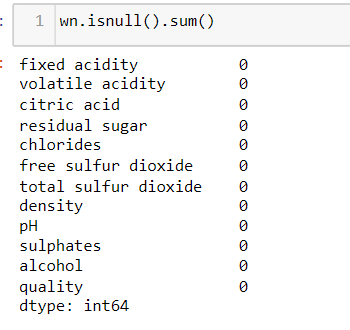 1 wn.isnull().sum()
fixed acidity 0
volatile acidity 0
citric acid 0
residual sugar 0
chlorides 0
free sulfur dioxide 0
total sulfur dioxide 0
density 0
pH 0
sulphates 0
alcohol 0
quality 0
dtype: int64